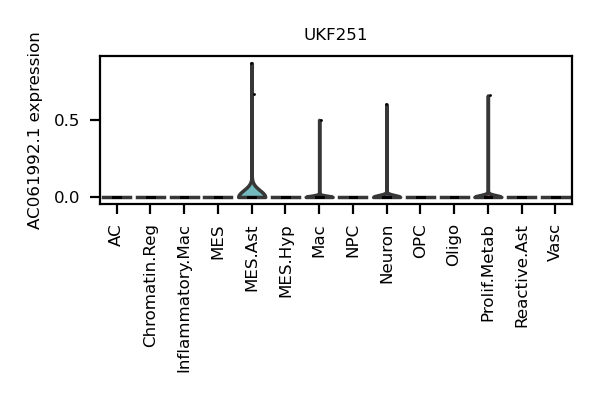 UKF251
AC061992.1 expression
0.5
0.0
AC
Chromatin.Reg
Inflammatory.Mac
MES
MES.Ast
MES.Hyp
Mac
NPC
Neuron
OPC
Oligo
Prolif.Metab
Reactive.Ast
Vasc